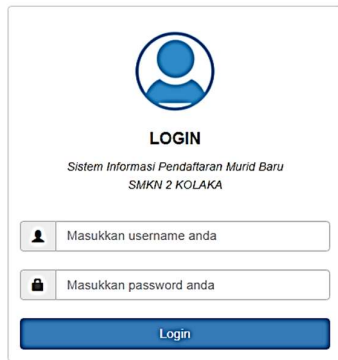 LOGIN
Sistem Informasi Pendaftaran Murid Baru
SMKN 2 KOLAKA
Masukkan username anda
Masukkan password anda
Login